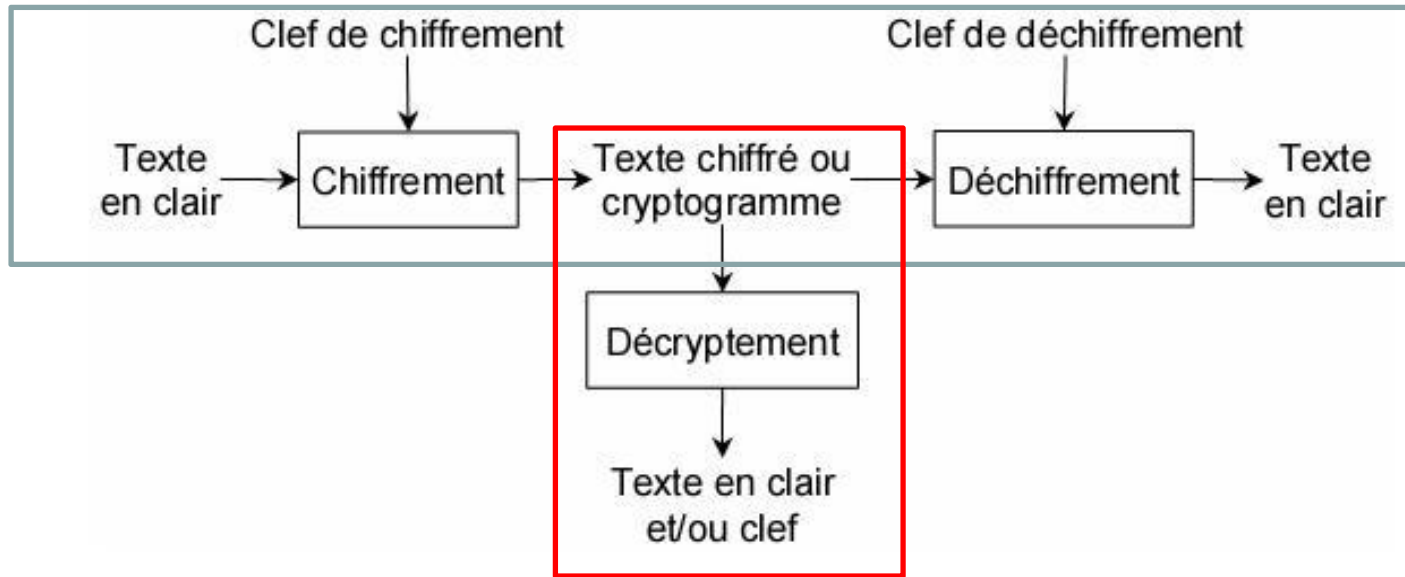 Clef de chiffrement
Clef de déchiffrement
Texte
en clair
Chiffrement
Texte chiffré ou
cryptogramme
Déchiffrement
Texte
en clair
Décryptement
Texte en clair
et/ou clef